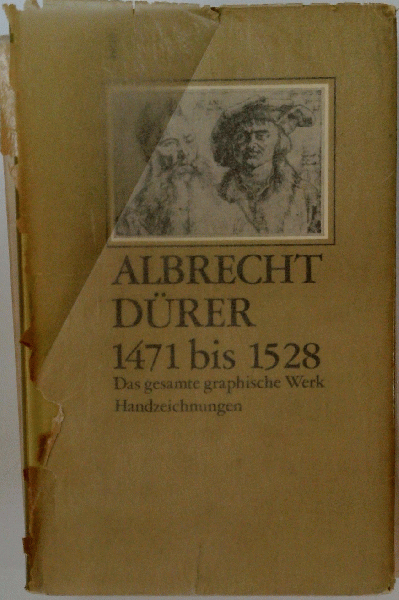 ALBRECHT
DÜRER
1471 bis 1528
Das gesamte graphische Werk
Handzeichnungen